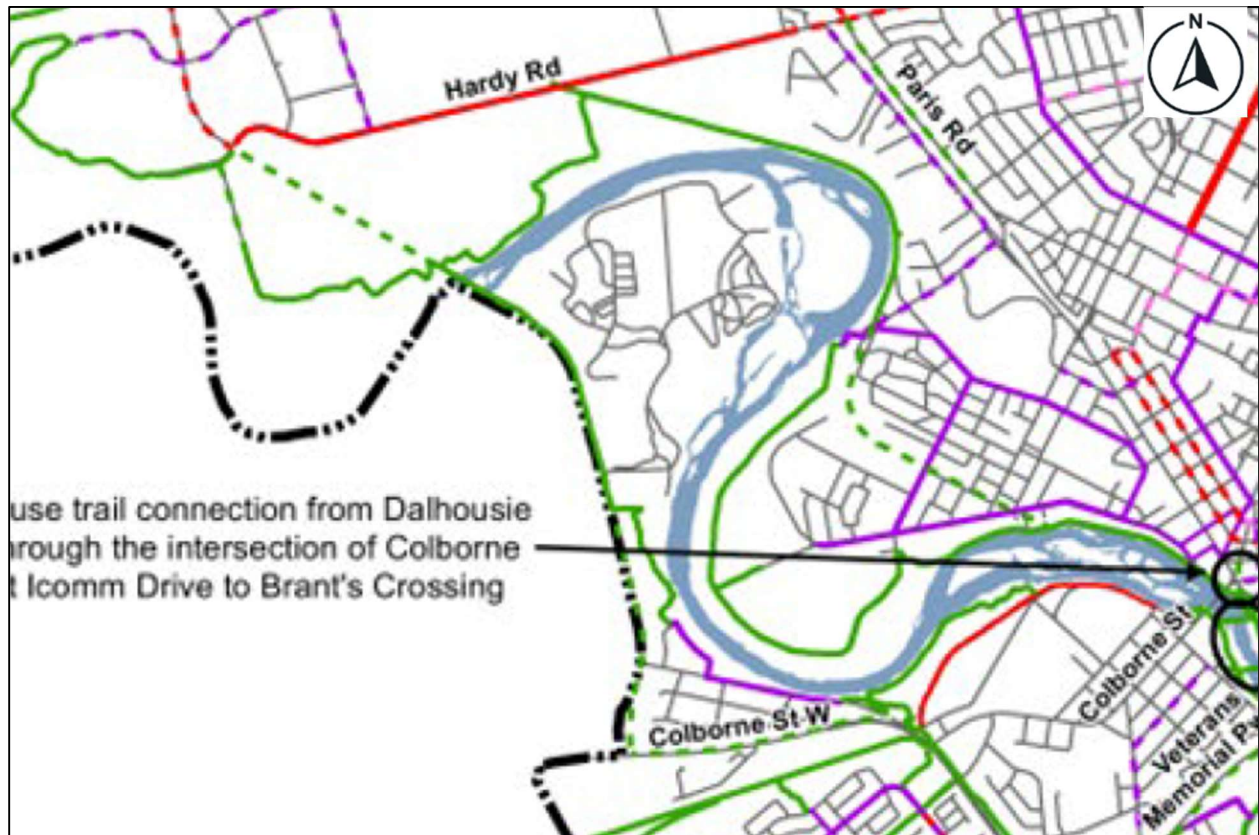 N
Hardy Rd
Paris Rd
use trail connection from Dalhousie
rough the intersection of Colborne
t Icomm Drive to Brant's Crossing
Colborne St
Colborne St W
Veterans
Memorial